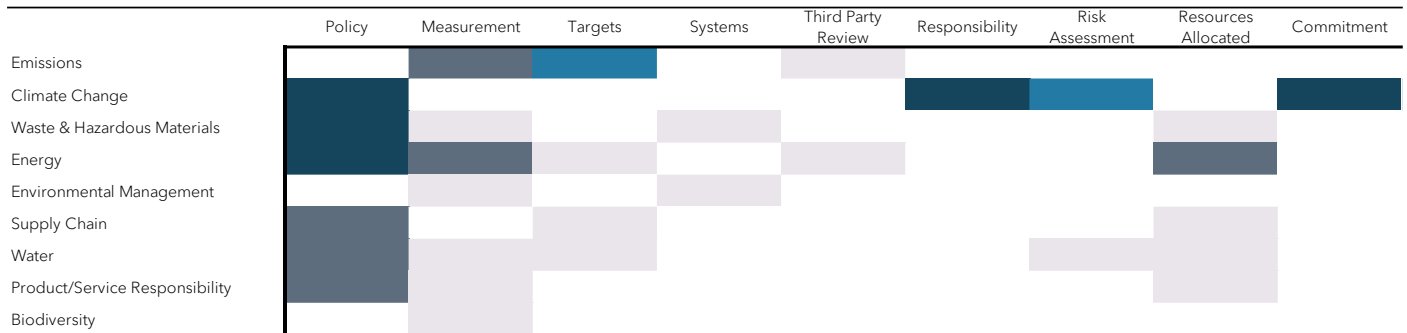 Policy Measurement Targets Systems Third Party Review Responsibility Risk Assessment Resources Allocated Commitment
Emissions
Climate Change
Waste & Hazardous Materials
Energy
Environmental Management
Supply Chain
Water
Product/Service Responsibility
Biodiversity